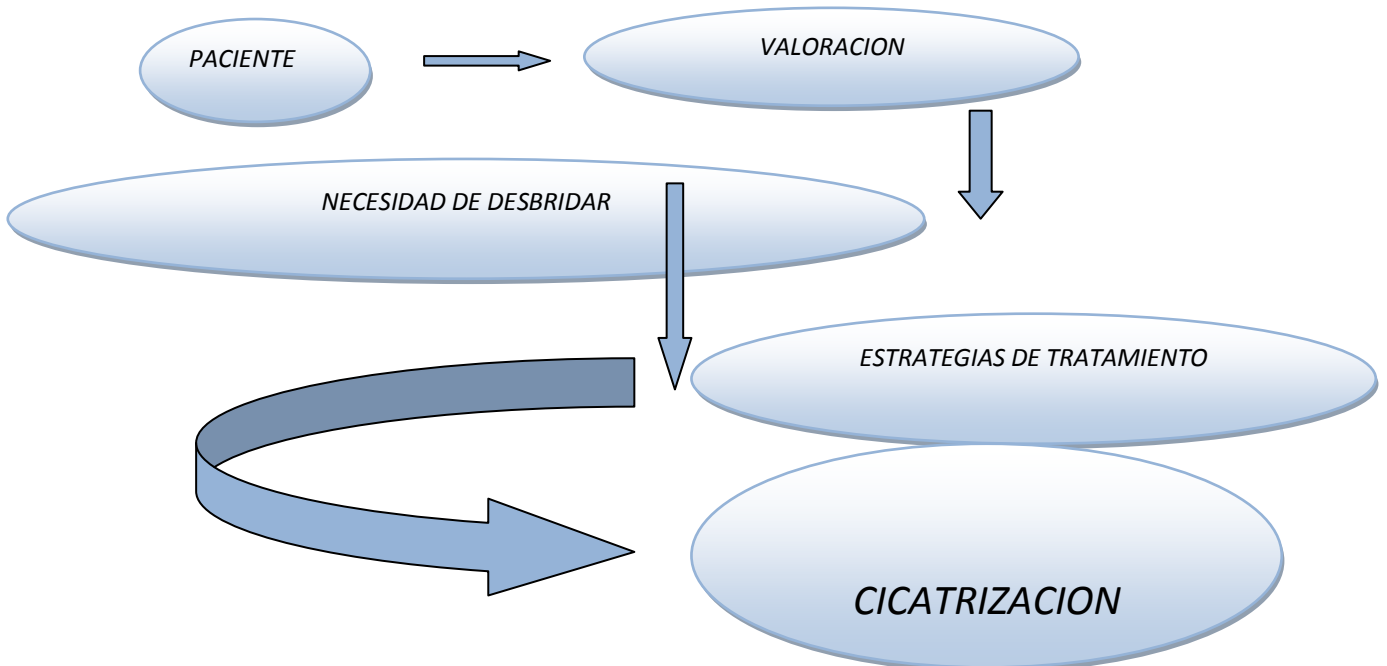 PACIENTE
VALORACION
NECESIDAD DE DESBRIDAR
ESTRATEGIAS DE TRATAMIENTO
CICATRIZACION